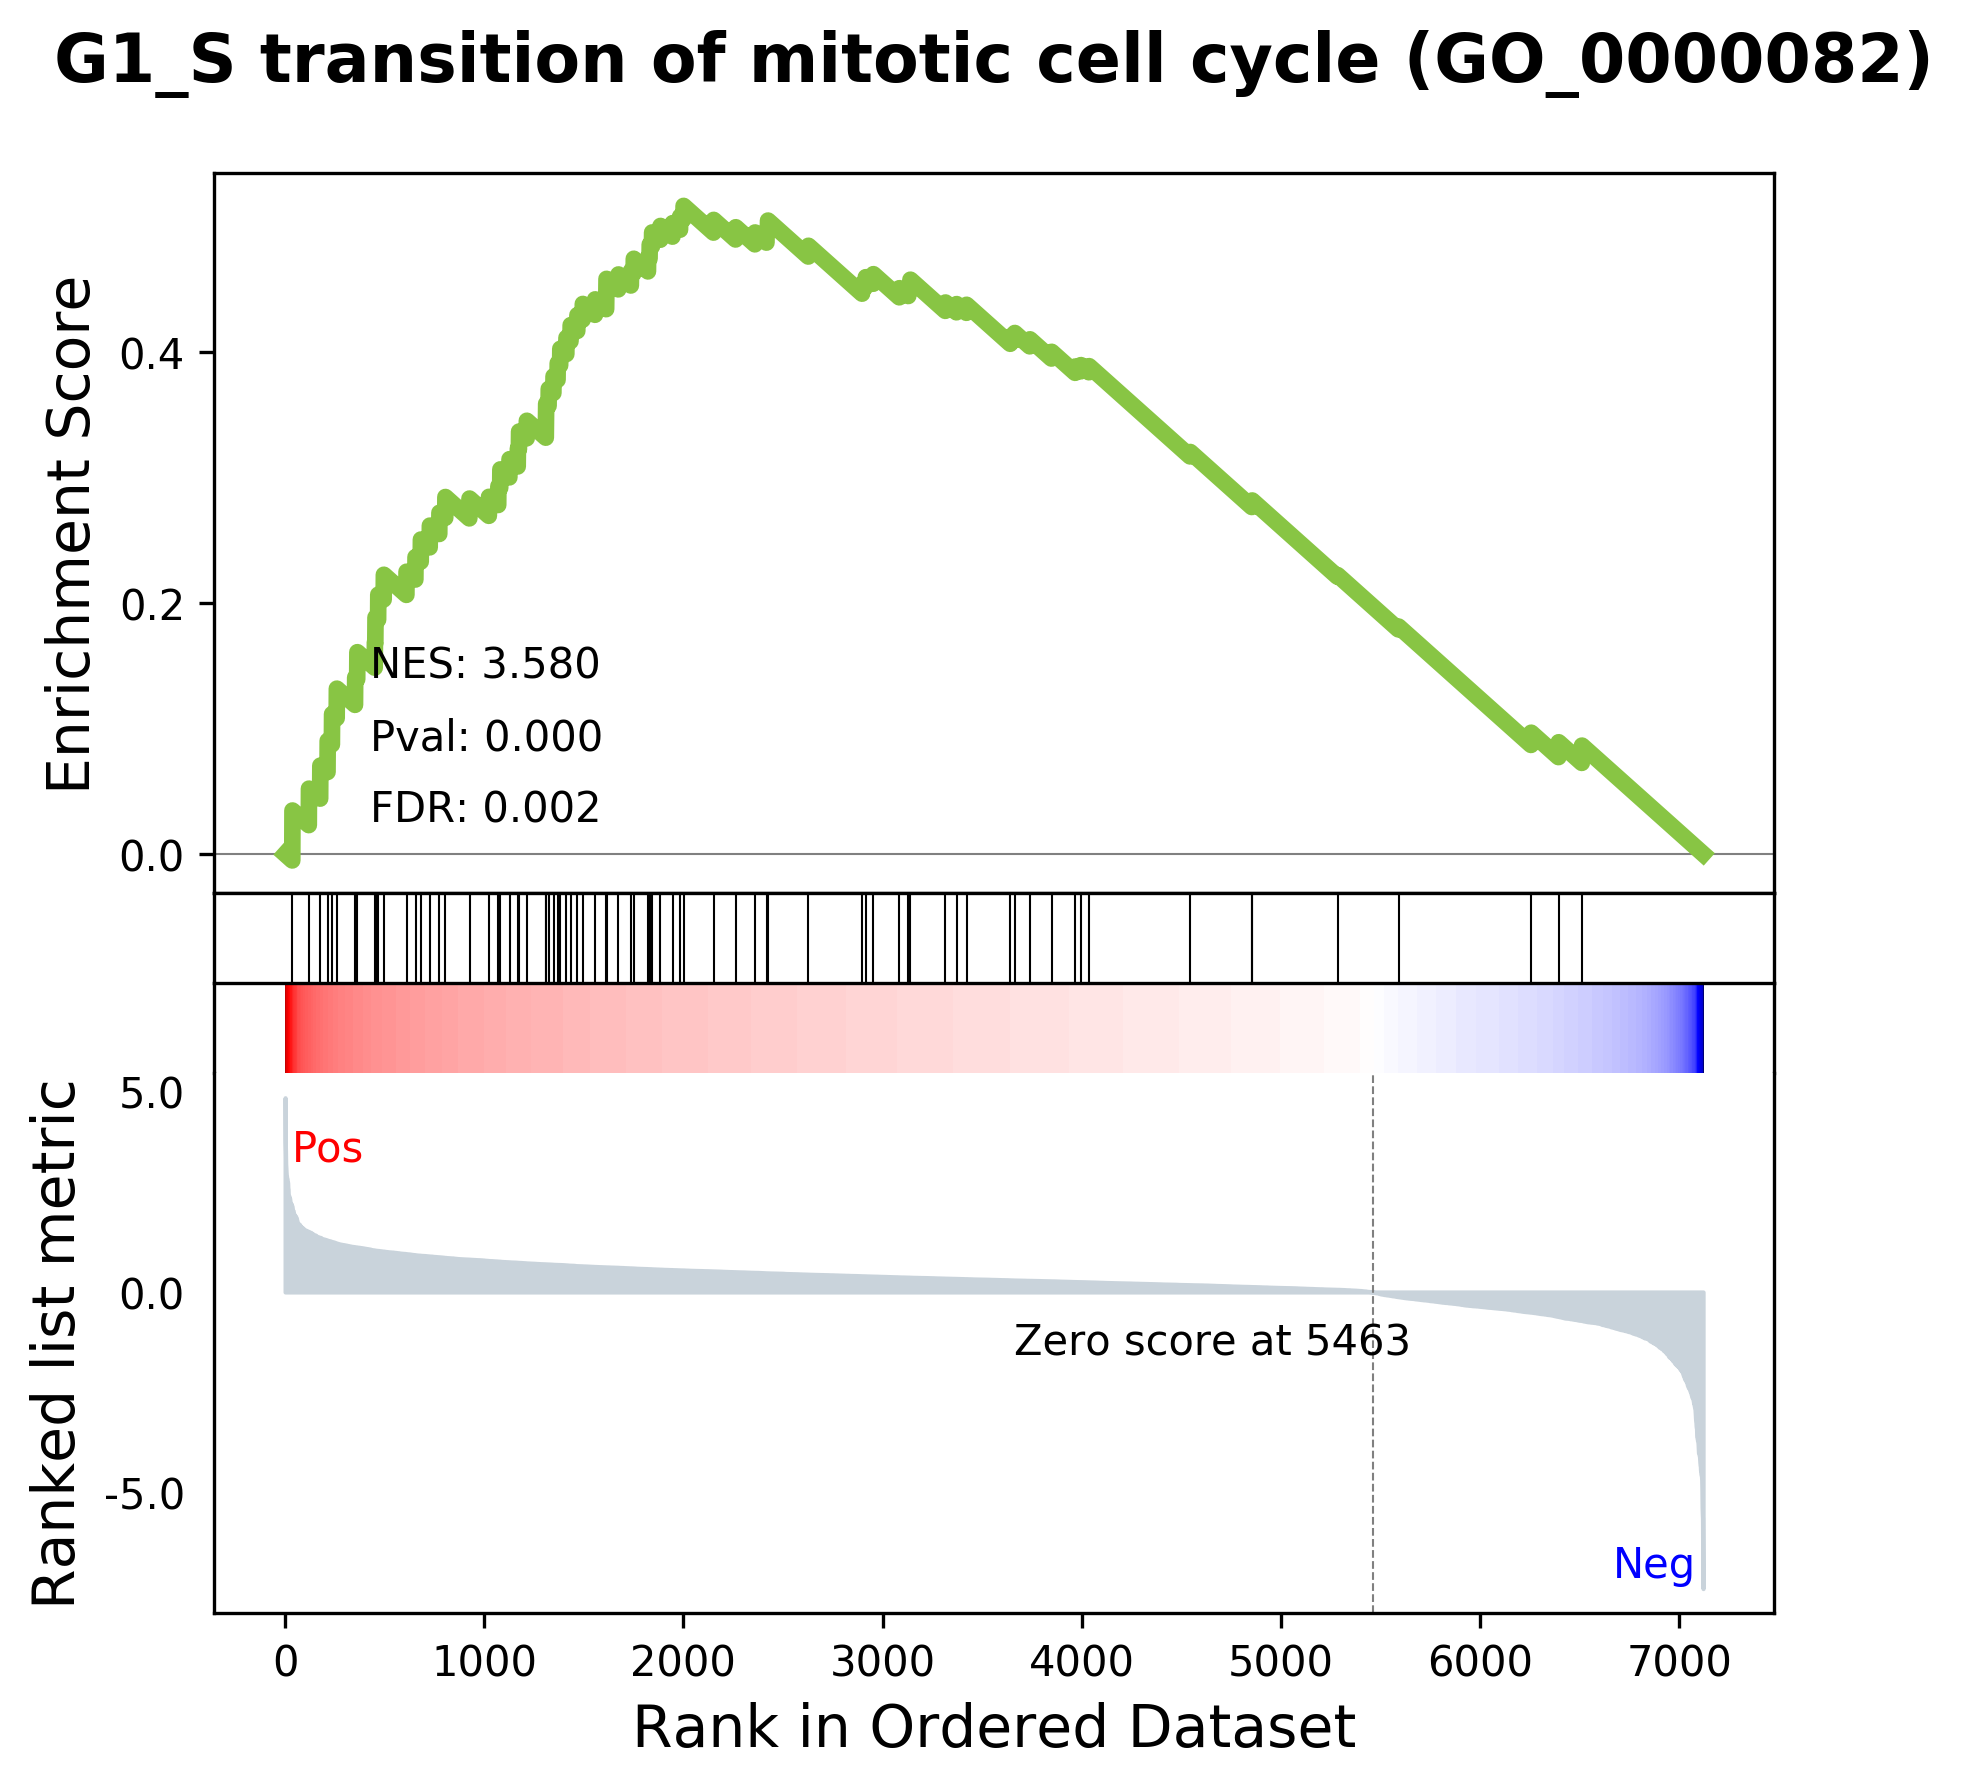 G1_S transition of mitotic cell cycle (GO_0000082)
Enrichment Score
0.4
0.2
0.0
NES: 3.580
Pval: 0.000
FDR: 0.002
Ranked list metric
5.0
0.0
-5.0
Pos
Zero score at 5463
Neg
0 1000 2000 3000 4000 5000 6000 7000
Rank in Ordered Dataset